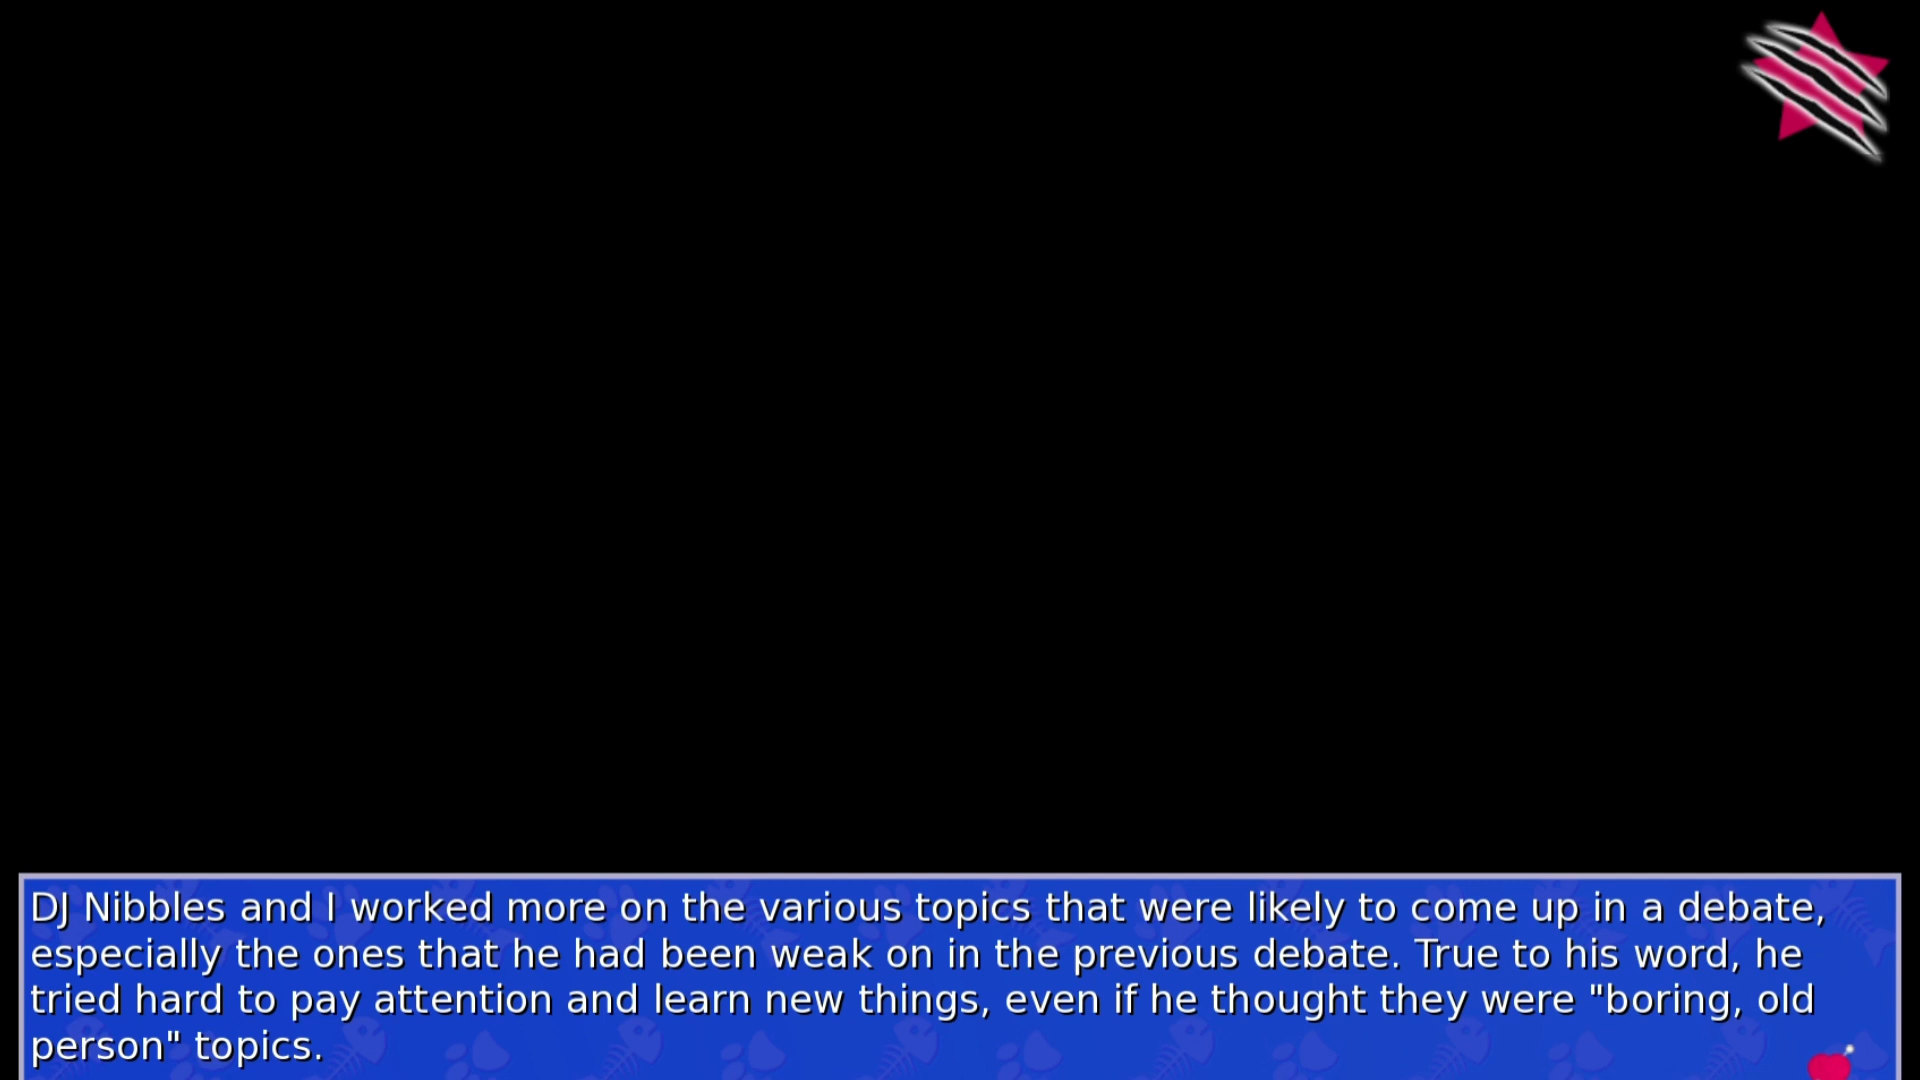 DJ Nibbles and I worked more on the various topics that were likely to come up in a debate,
especially the ones that he had been weak on in the previous debate. True to his word, he
tried hard to pay attention and learn new things, even if he thought they were "boring, old
person" topics.